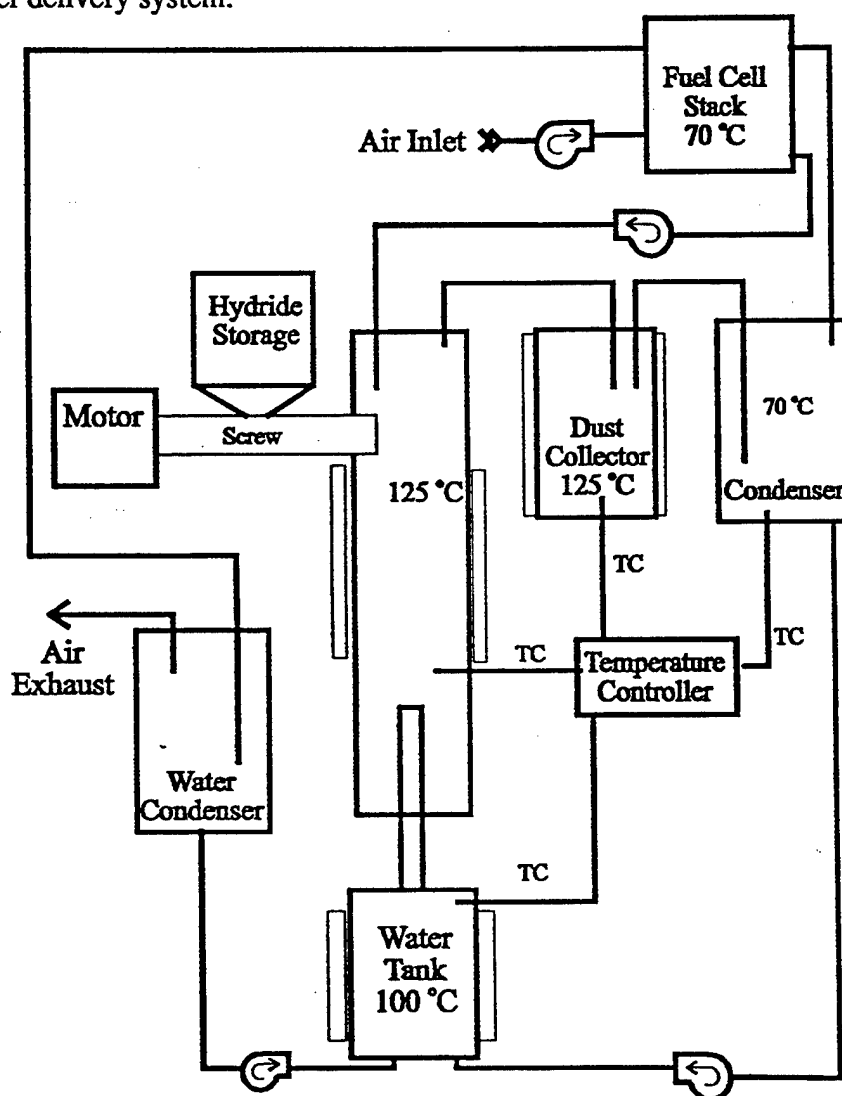 er delivery system.
Fuel Cell
Stack
70 °C
Air Inlet
Hydride
Storage
Motor
Screw
125 °C
Dust
Collector
125 °C
70 °C
Condenser
TC
TC
TC
Temperature
Controller
Air
Exhaust
Water
Condenser
TC
Water
Tank
100 °C